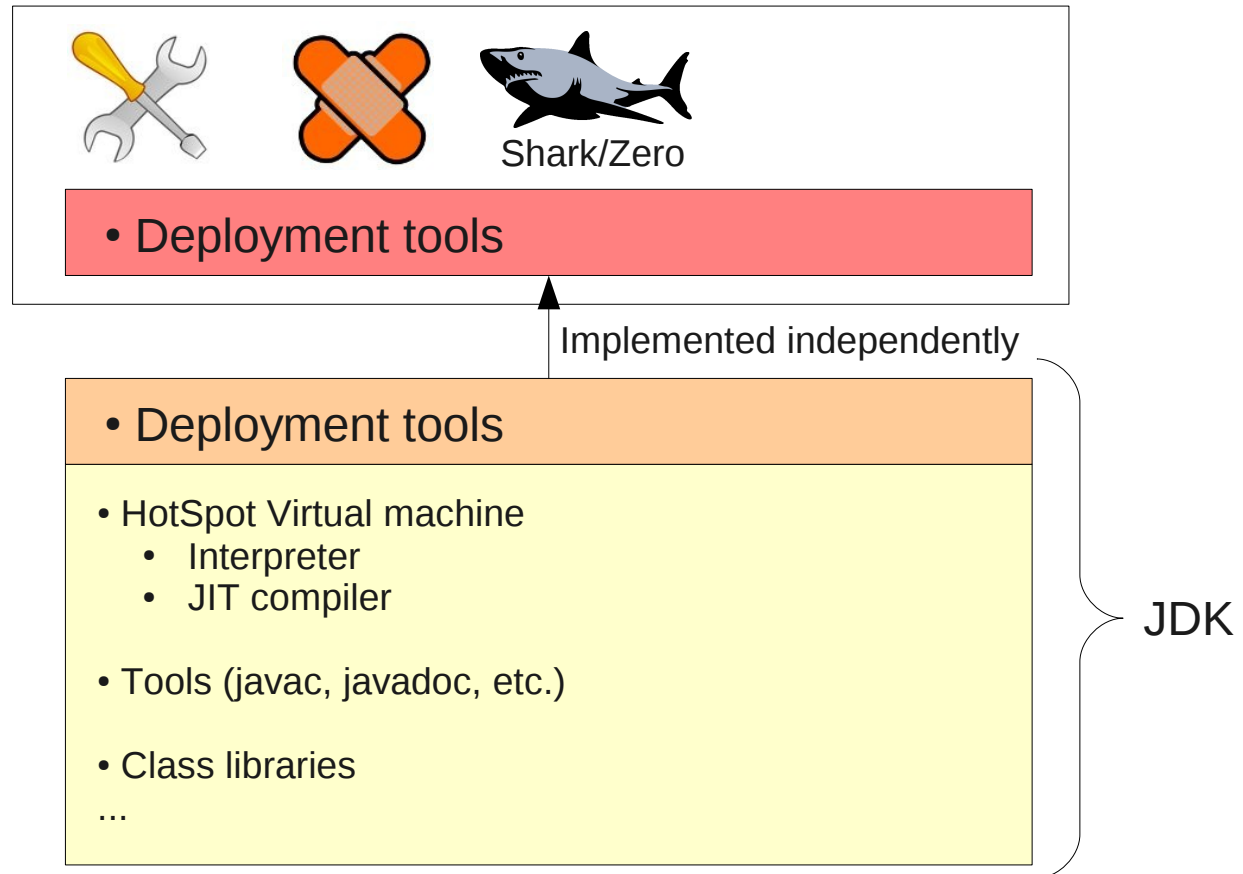 Shark/Zero
• Deployment tools
Implemented independently
• Deployment tools
• HotSpot Virtual machine
• Interpreter
• JIT compiler
• Tools (javac, javadoc, etc.)
• Class libraries
...
JDK